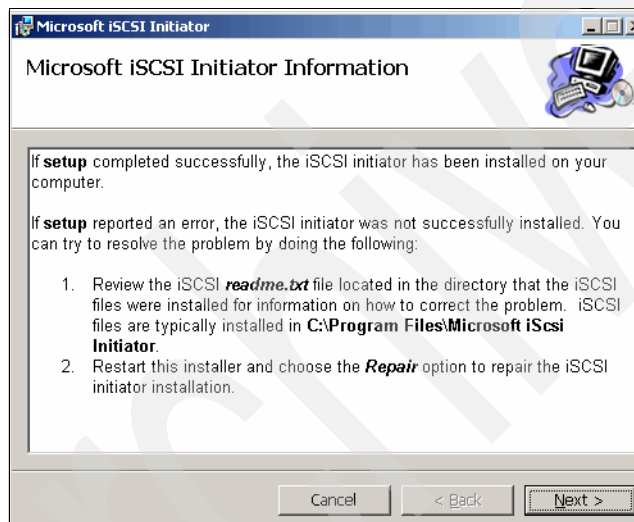 Microsoft iSCSI Initiator
Microsoft iSCSI Initiator Information
If setup completed successfully, the iSCSI initiator has been installed on your
computer.
If setup reported an error, the iSCSI initiator was not successfully installed. You
can try to resolve the problem by doing the following:
1. Review the iSCSI readme.txt file located in the directory that the iSCSI
files were installed for information on how to correct the problem. iSCSI
files are typically installed in C:\Program Files\Microsoft iScsi
Initiator.
2. Restart this installer and choose the Repair option to repair the iSCSI
initiator installation.
Cancel < Back Next >